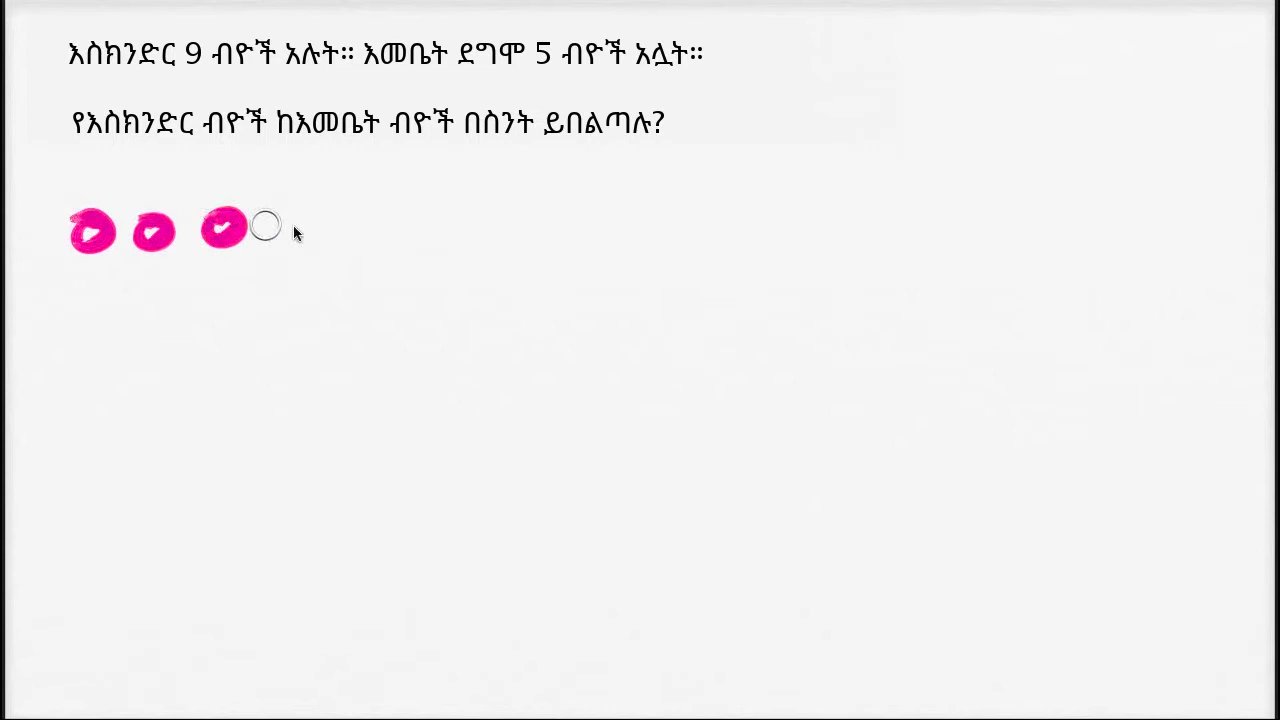 እስክንድር 9 ብዮች አሉት። እመቤት ደግሞ 5 ብዮች አሏት።
የእስክንድር ብዮች ከእመቤት ብዮች በስንት ይበልጣሉ?